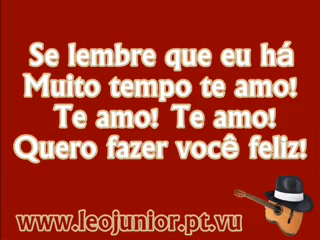 Se lembre que eu há
Muito tempo te amo!
Te amo! Te amo!
Quero fazer você feliz!
www.leojunior.pt.vu